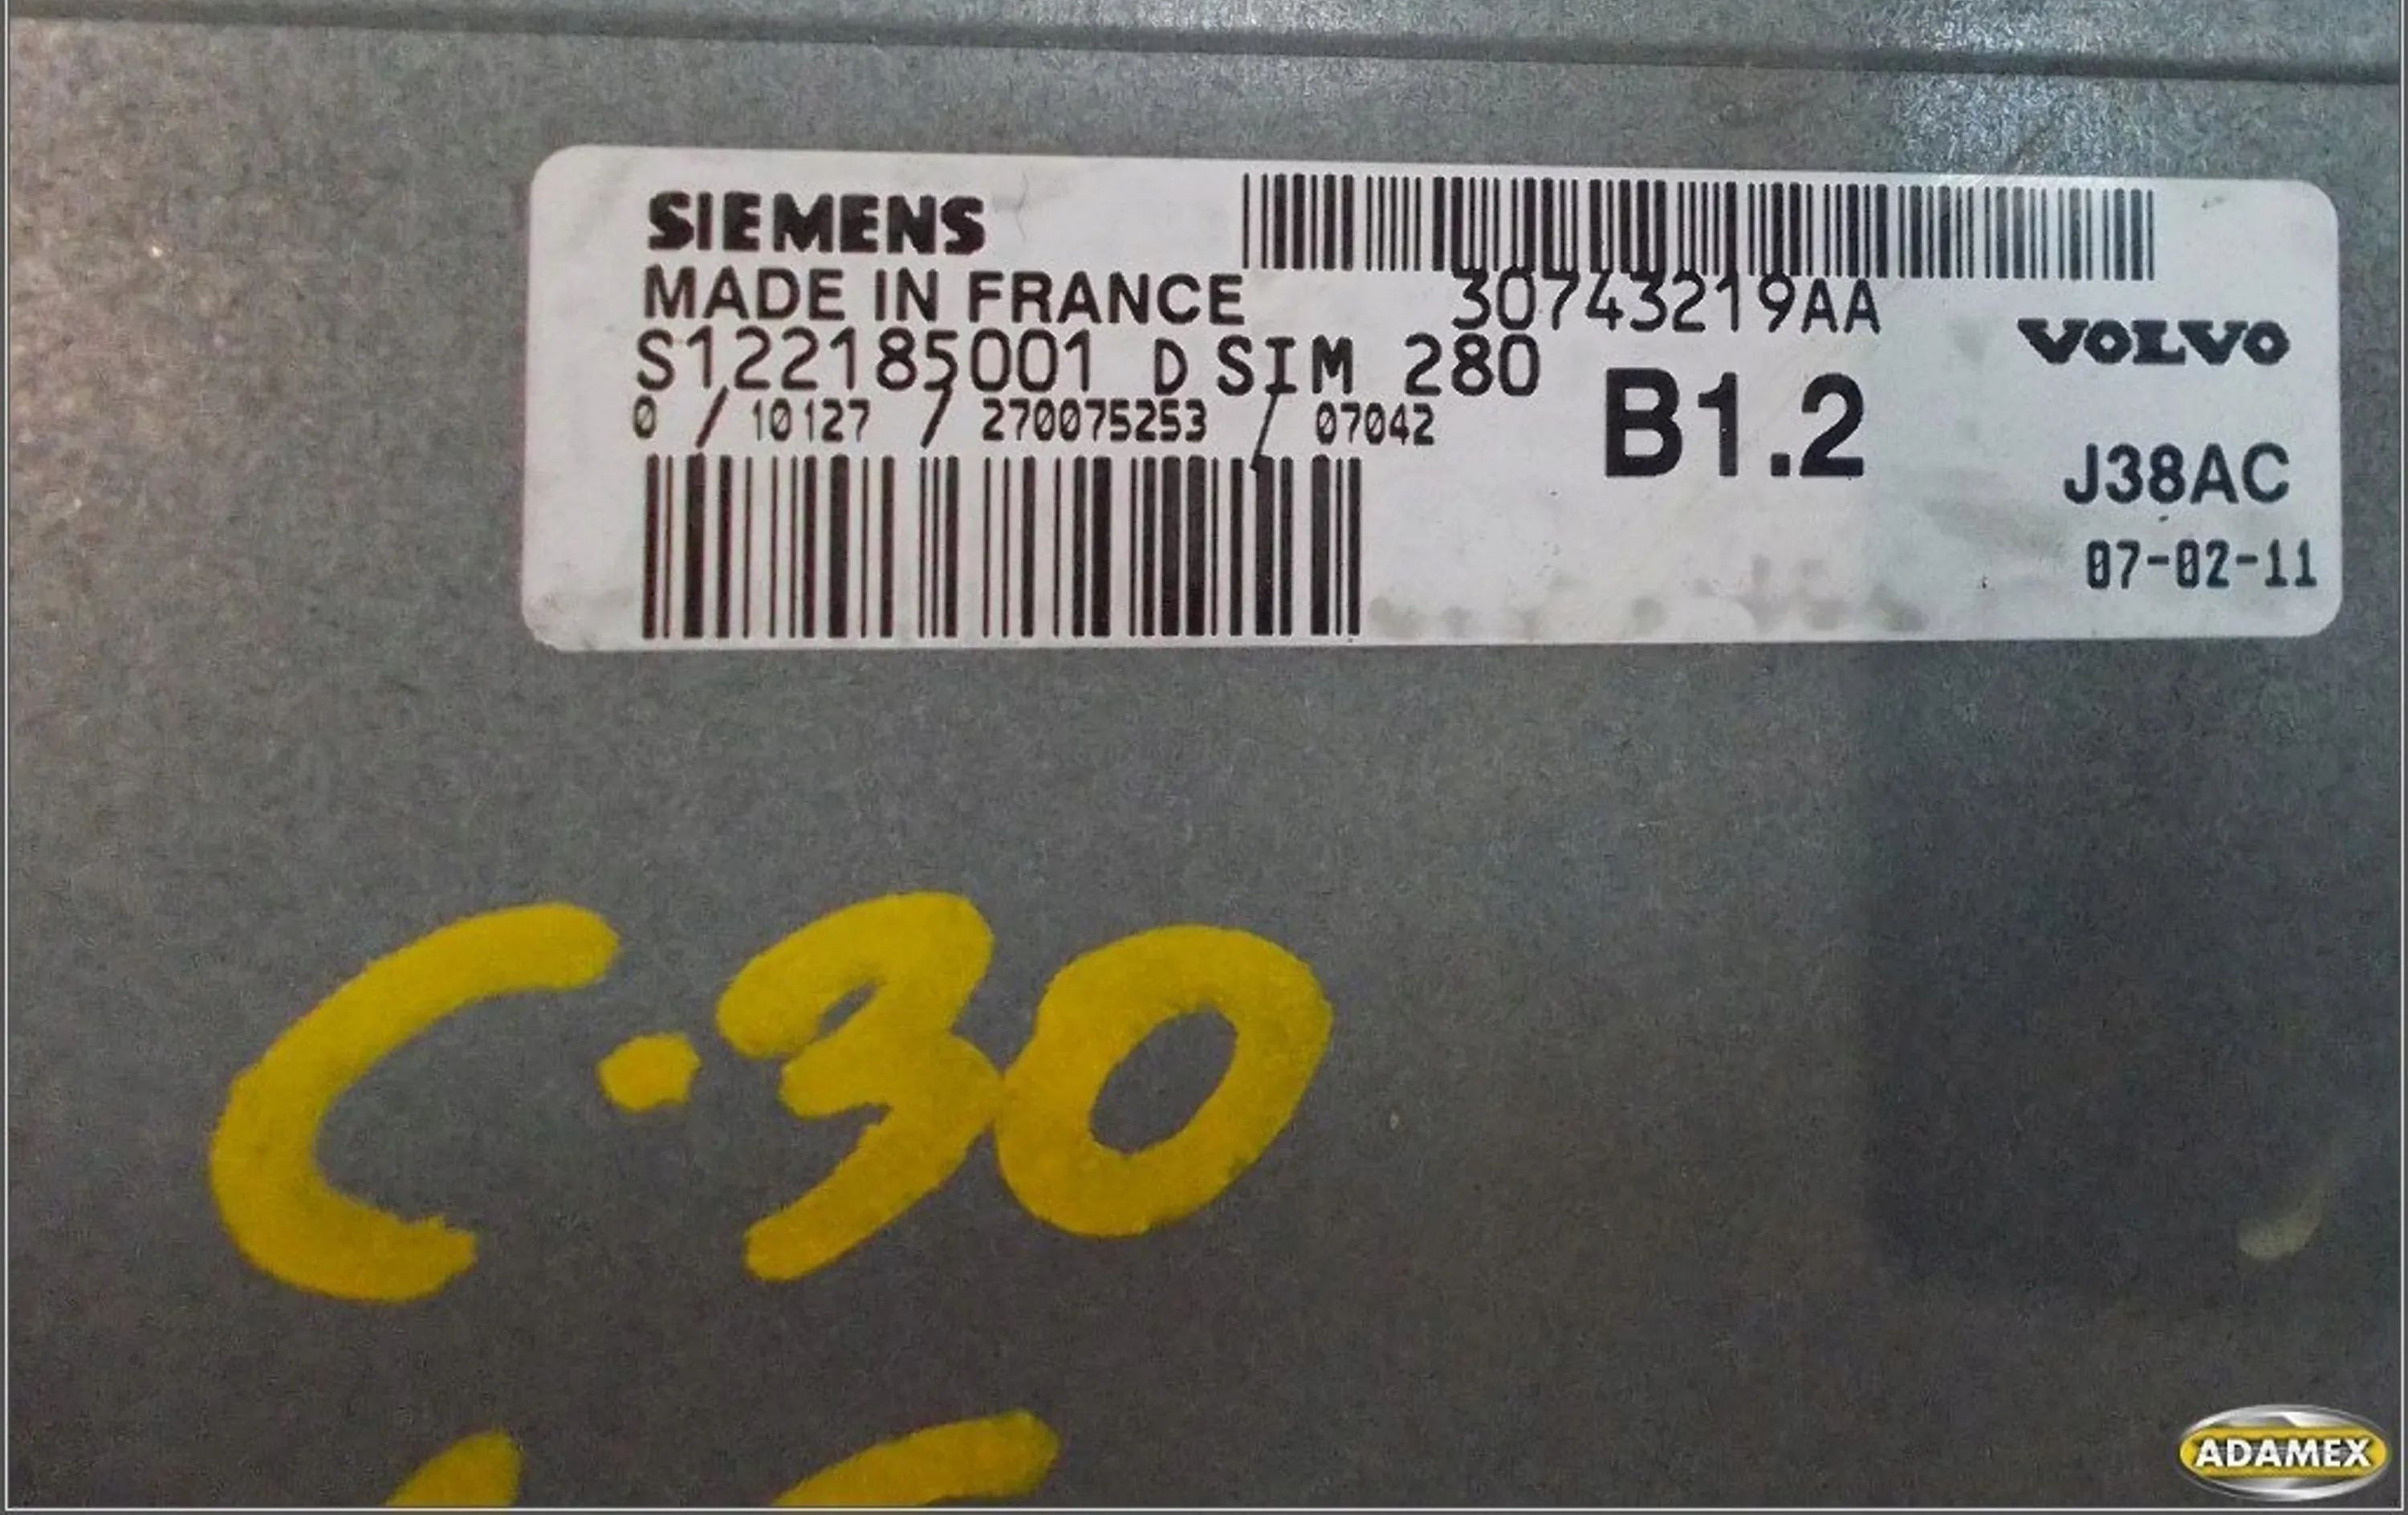 SIEMENS
MADE IN FRANCE
30743219AA
S122185001 D SIM 280
0 / 10127 / 270075253 / 07042
B1.2
VOLVO
J38AC
07-02-11
C.30
ADAMEX